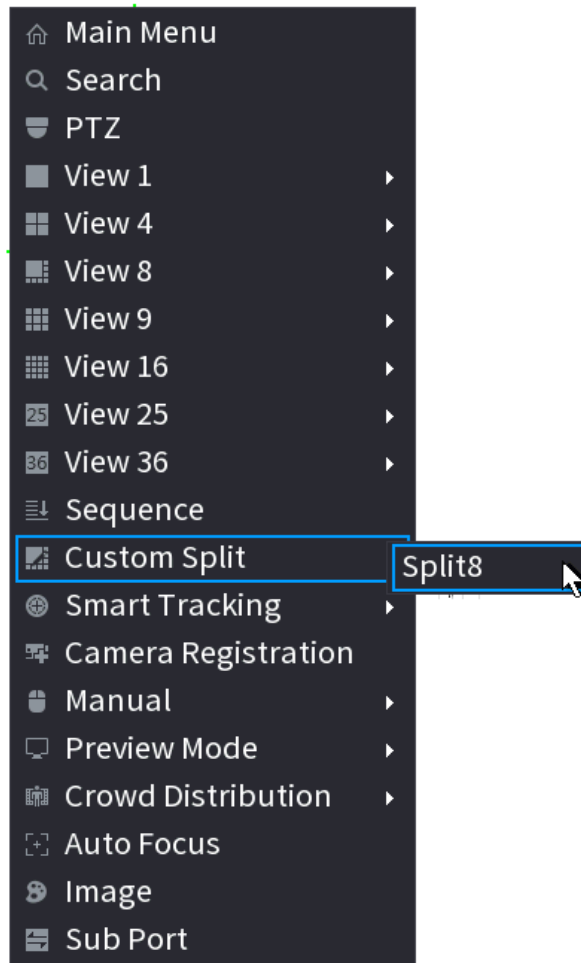 Main Menu
Search
PTZ
View 1
View 4
View 8
View 9
View 16
25 View 25
36 View 36
Sequence
Custom Split
Split8
Smart Tracking
Camera Registration
Manual
Preview Mode
Crowd Distribution
Auto Focus
Image
Sub Port